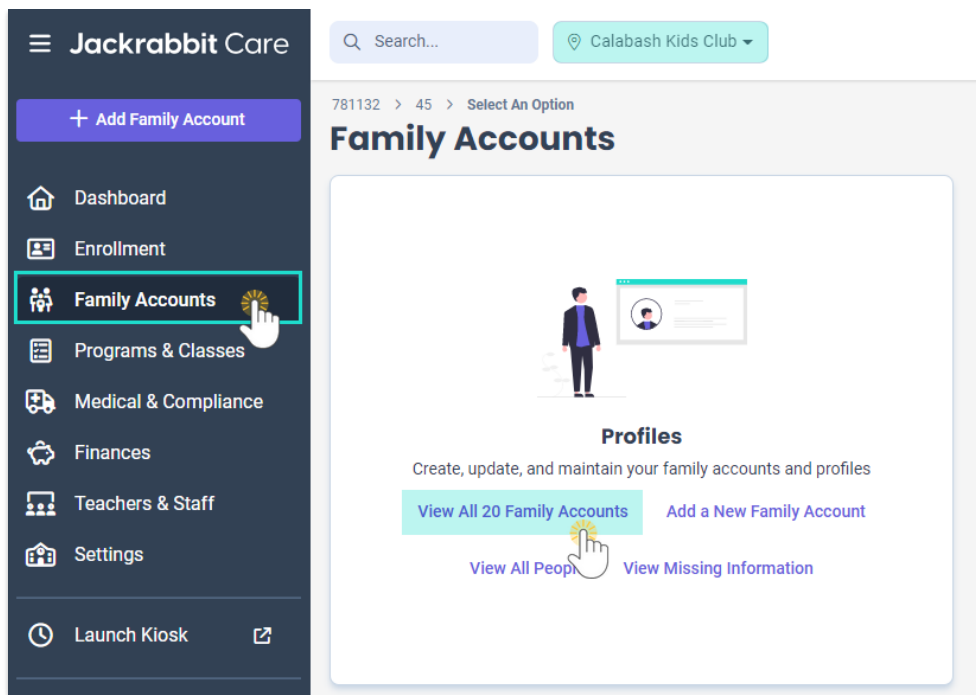 Jackrabbit Care
Search...
Calabash Kids Club
+ Add Family Account
781132 > 45 > Select An Option
Family Accounts
Dashboard
Enrollment
Family Accounts
Programs & Classes
Medical & Compliance
Finances
Teachers & Staff
Settings
Launch Kiosk
Profiles
Create, update, and maintain your family accounts and profiles
View All 20 Family Accounts
Add a New Family Account
View All
View Missing Information